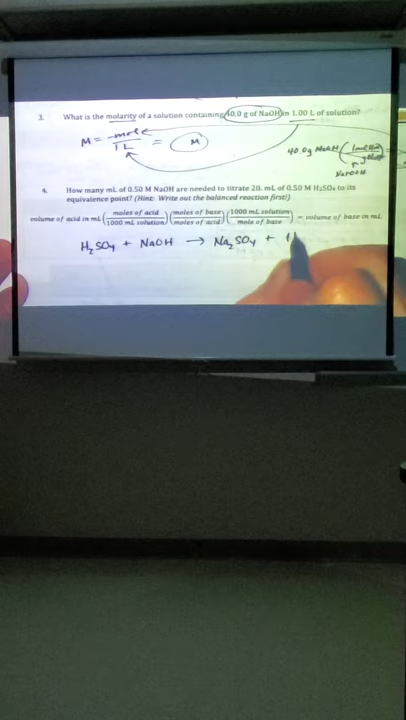 3. What is the molarity of a solution containing 40.0 g of NaOH in 1.00 L of solution?
M = mole / 1 L = M
40.0g NaOH
NaOH
4. How many mL of 0.50 M NaOH are needed to titrate 20. mL of 0.50 M H₂SO₄ to its
equivalence point? (Hint: Write out the balanced reaction first!)
volume of acid in mL (moles of acid / 1000 mL solution)(moles of base / moles of acid)(1000 mL solution / mole of base) = volume of base in mL
H₂SO₄ + NaOH → Na₂SO₄ +